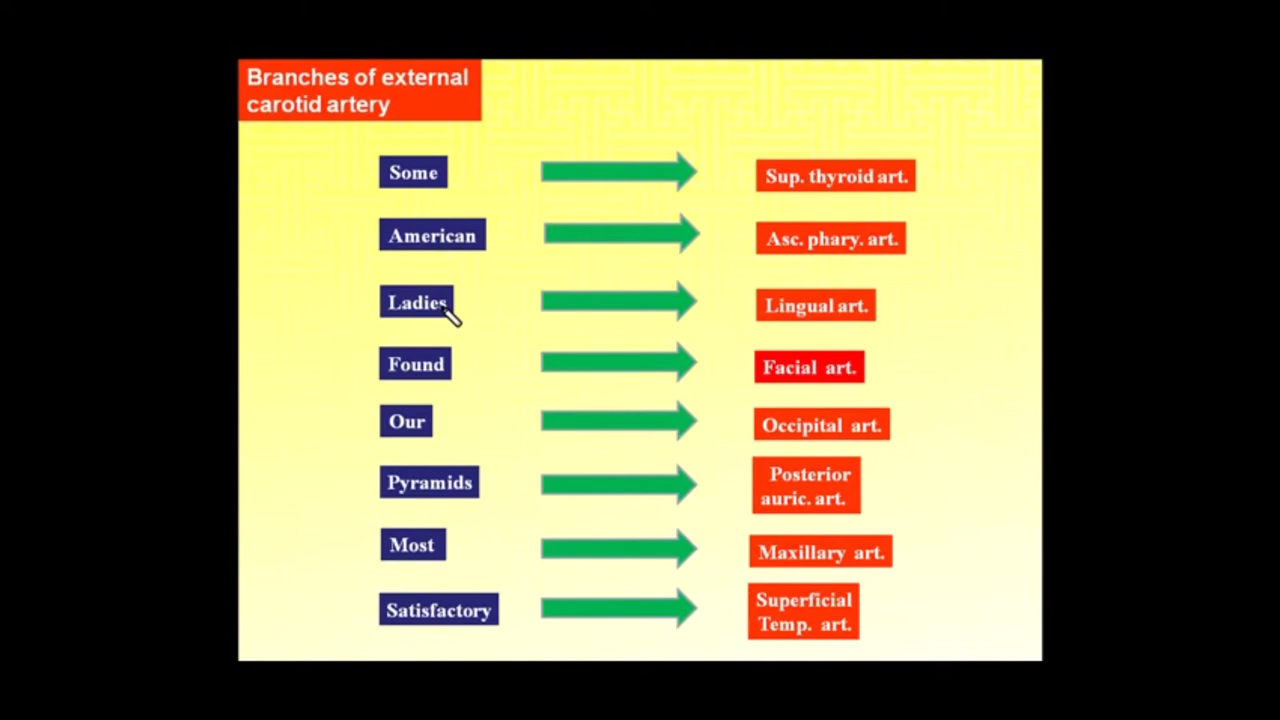 Branches of external
carotid artery
Some
Sup. thyroid art.
American
Asc. phary. art.
Ladies
Lingual art.
Found
Facial art.
Our
Occipital art.
Pyramids
Posterior
auric. art.
Most
Maxillary art.
Satisfactory
Superficial
Temp. art.